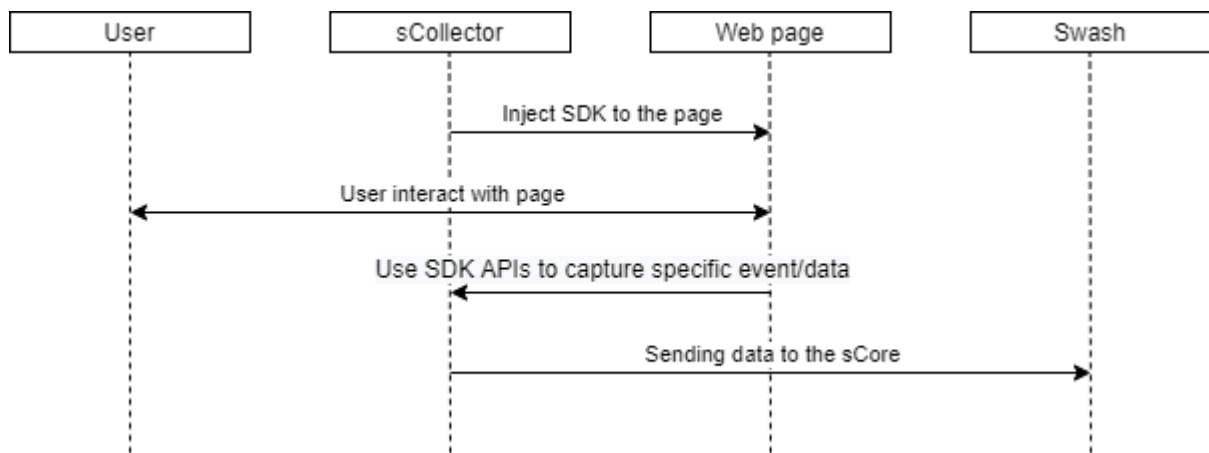 User
sCollector
Web page
Swash
Inject SDK to the page
User interact with page
Use SDK APIs to capture specific event/data
Sending data to the sCore